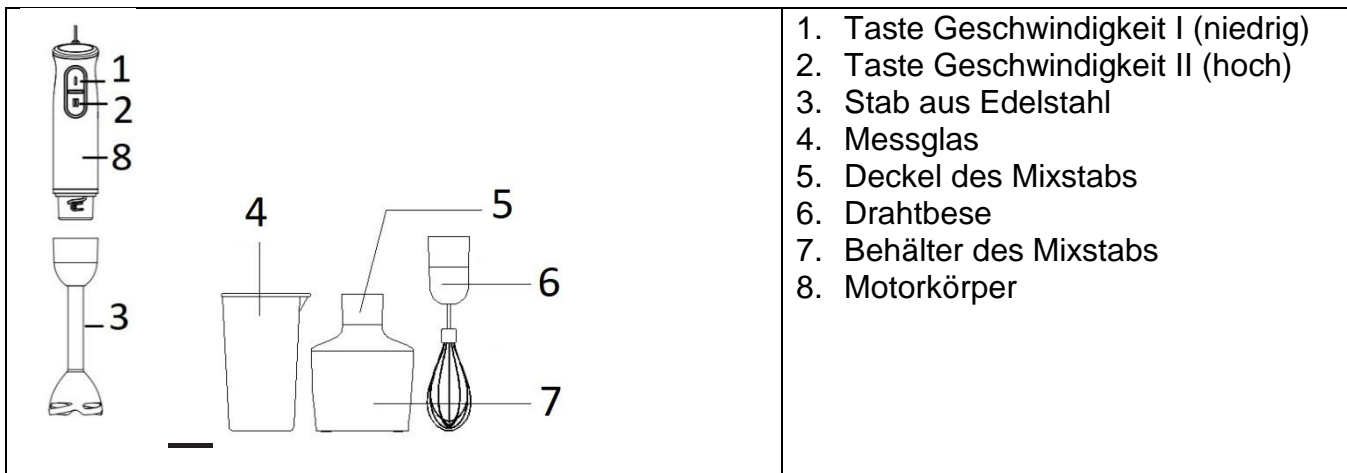 1
2
8
3
4
5
6
7
1. Taste Geschwindigkeit I (niedrig)
2. Taste Geschwindigkeit II (hoch)
3. Stab aus Edelstahl
4. Messglas
5. Deckel des Mixstabs
6. Drahtbese
7. Behälter des Mixstabs
8. Motorkörper